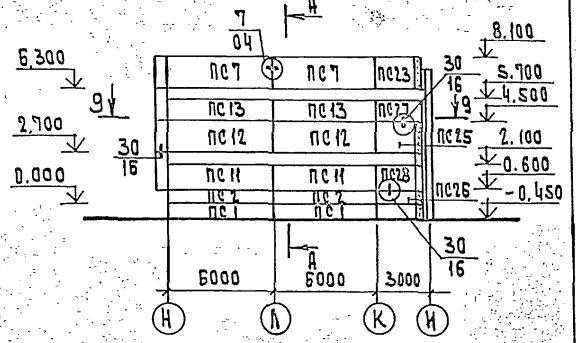 А
7
04
8.100
6.300
ПС7
ПС7
ПС23
30
16
5.700
4.500
9
9
ПС13
ПС13
ПС27
2.700
ПС12
ПС12
ПС25
2.100
30
16
0.600
0.000
ПС11
ПС11
ПС28
ПС2
ПС2
ПС26
-0.450
ПС1
ПС1
А
30
16
6000
6000
3000
Н
Л
К
И